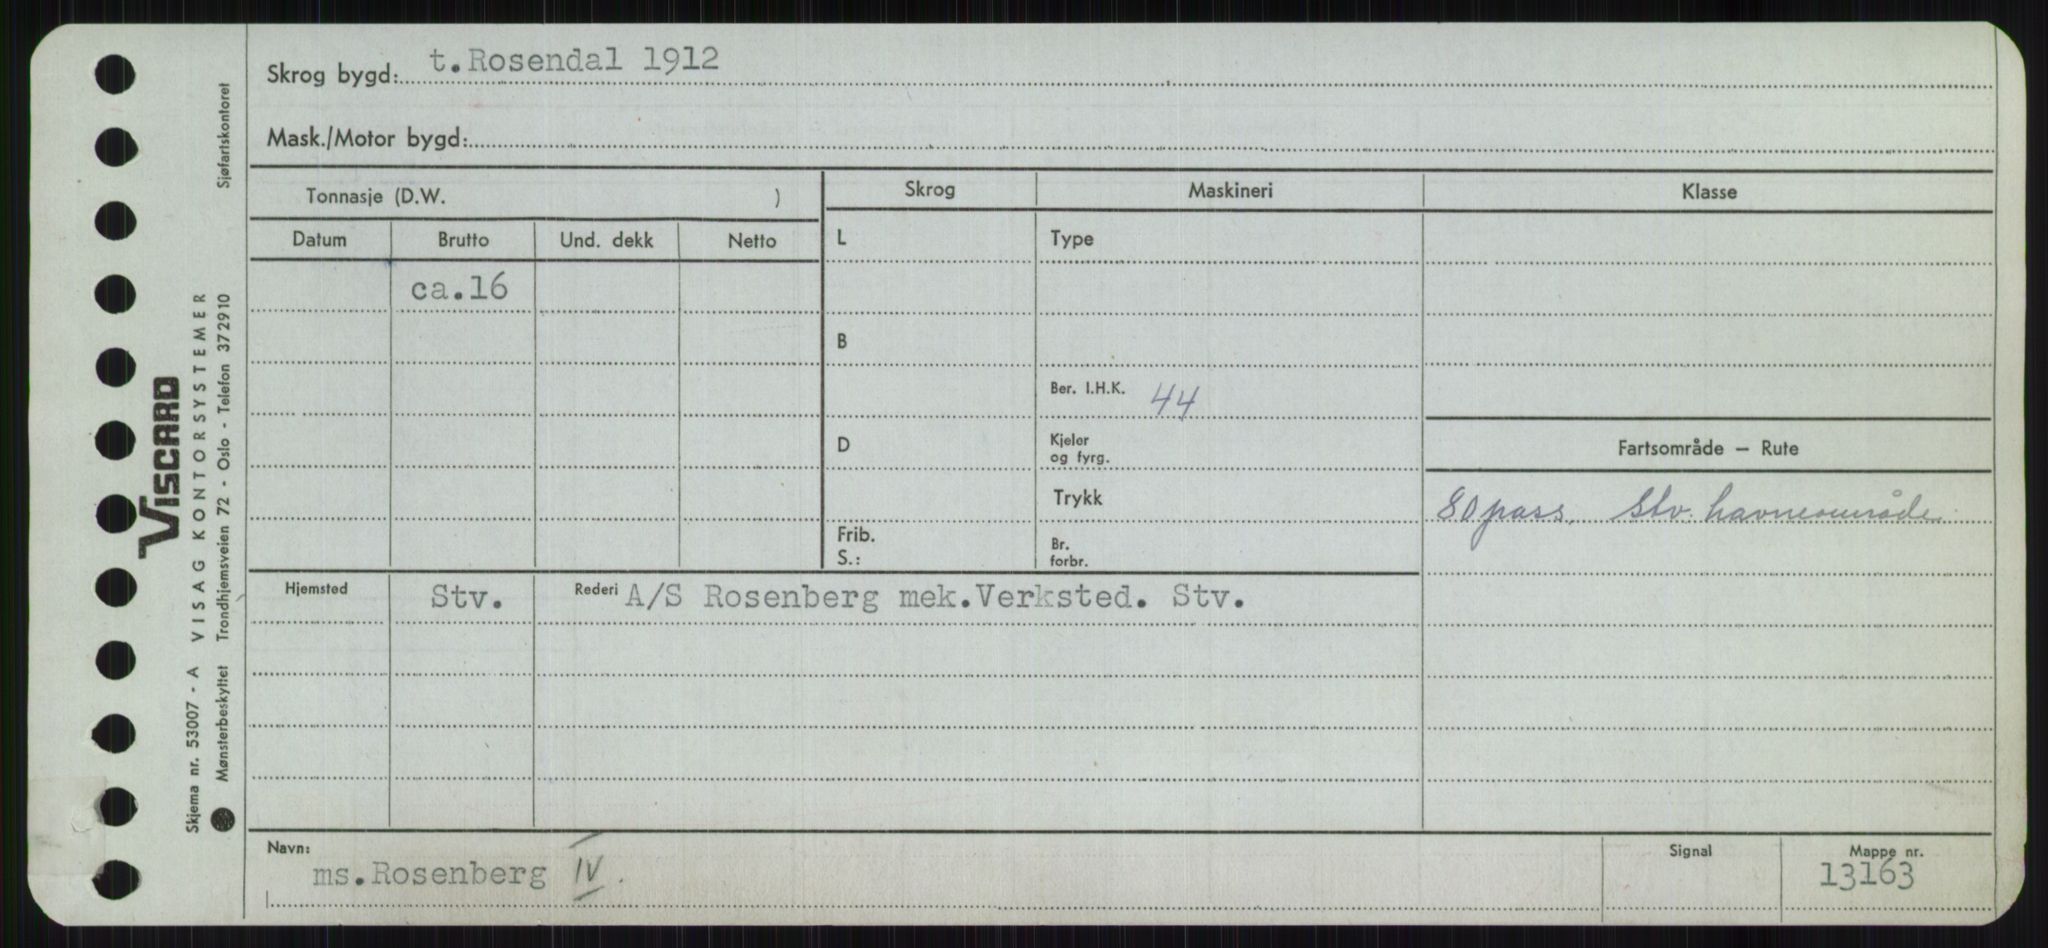 Skrog bygd: t.Rosendal 1912
Mask./Motor bygd:
Tonnasje (D.W. )
Datum Brutto Und. dekk Netto
ca.16
Skrog Maskineri Klasse
L Type
B
Ber. I.H.K. 44
D Kjeler og fyrg.
Trykk
Frib. S.: Br. forbr.
Fartsområde – Rute
80 pass. Stv. havneområde
Hjemsted Stv. Rederi A/S Rosenberg mek.Verksted. Stv.
Navn: ms.Rosenberg IV.
Signal
Mappe nr. 13163
Skjema nr. 53007 - A VISAG KONTORSYSTEMER
Mønsterbeskyttet Trondhjemsveien 72 - Oslo - Telefon 372910 Sjøfartskontoret
VISCARD